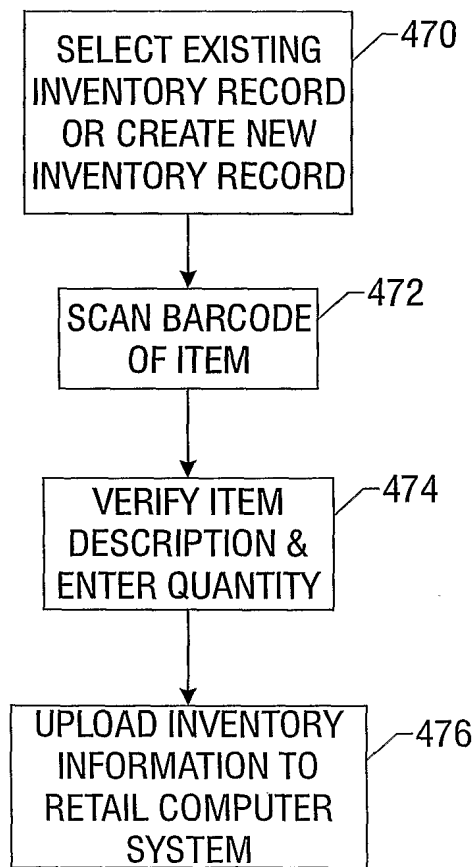 SELECT EXISTING
INVENTORY RECORD
OR CREATE NEW
INVENTORY RECORD
470
SCAN BARCODE
OF ITEM
472
VERIFY ITEM
DESCRIPTION &
ENTER QUANTITY
474
UPLOAD INVENTORY
INFORMATION TO
RETAIL COMPUTER
SYSTEM
476